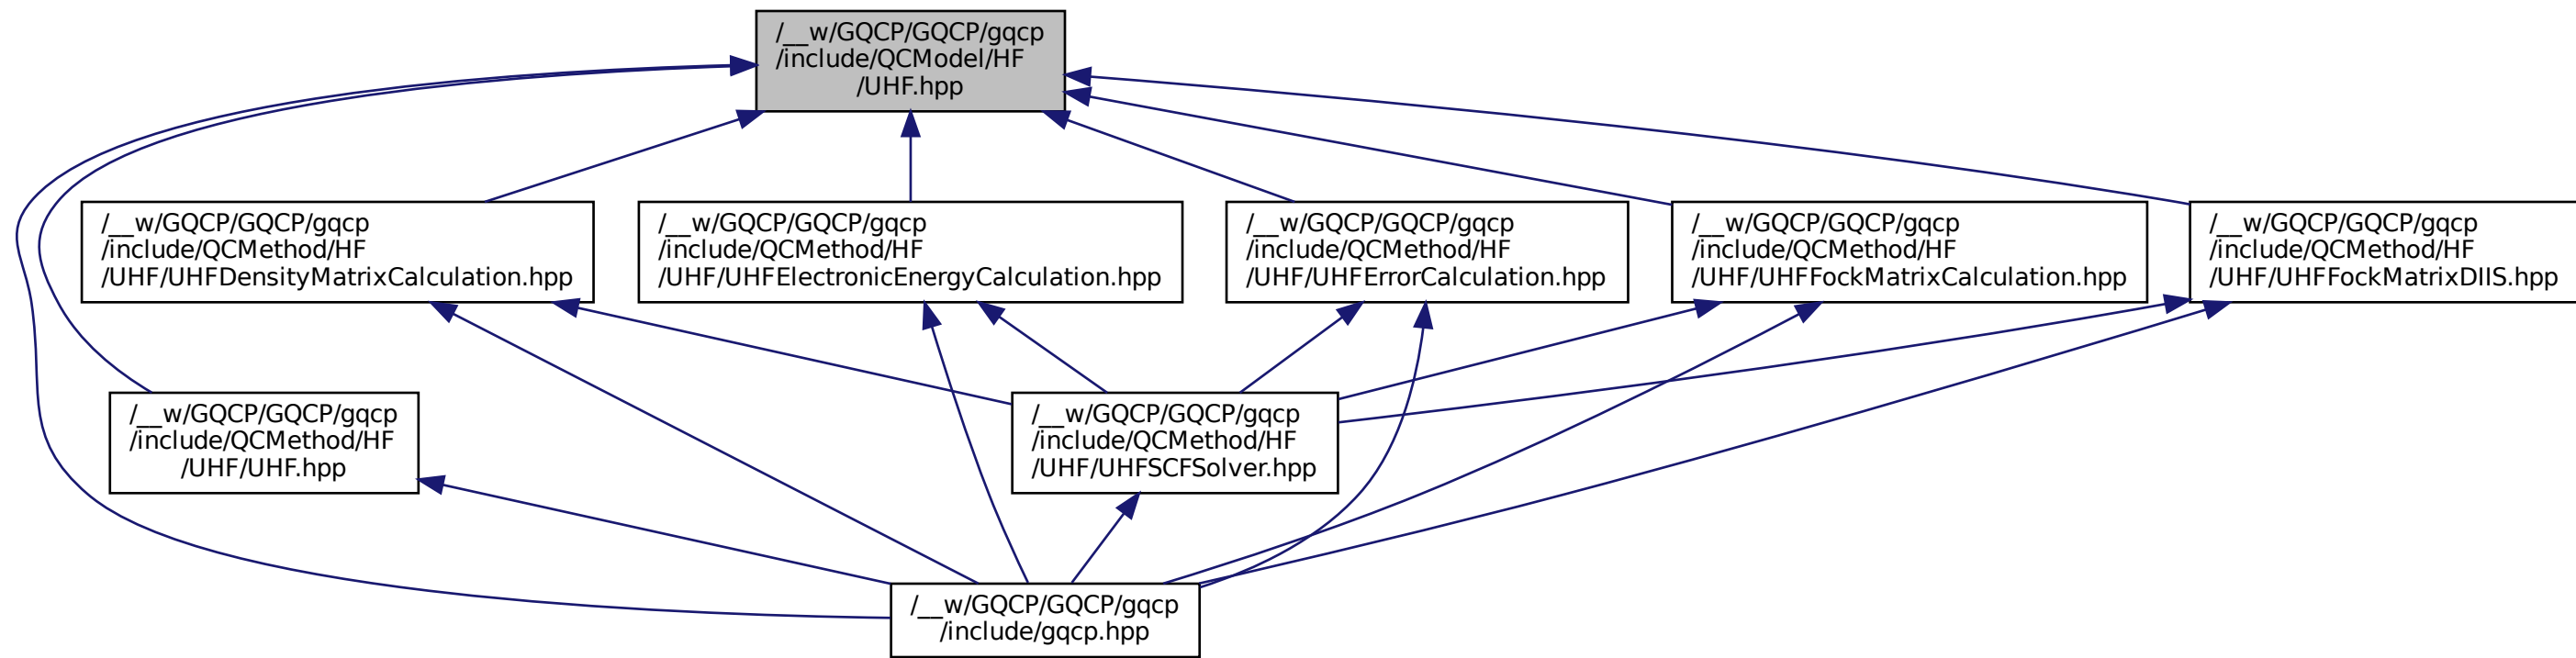 /__w/GQCP/GQCP/gqcp
/include/QCModel/HF
/UHF.hpp
/__w/GQCP/GQCP/gqcp
/include/QCMethod/HF
/UHF/UHFDensityMatrixCalculation.hpp
/__w/GQCP/GQCP/gqcp
/include/QCMethod/HF
/UHF/UHFElectronicEnergyCalculation.hpp
/__w/GQCP/GQCP/gqcp
/include/QCMethod/HF
/UHF/UHFErrorCalculation.hpp
/__w/GQCP/GQCP/gqcp
/include/QCMethod/HF
/UHF/UHFFockMatrixCalculation.hpp
/__w/GQCP/GQCP/gqcp
/include/QCMethod/HF
/UHF/UHFFockMatrixDIIS.hpp
/__w/GQCP/GQCP/gqcp
/include/QCMethod/HF
/UHF/UHF.hpp
/__w/GQCP/GQCP/gqcp
/include/QCMethod/HF
/UHF/UHFSCFSolver.hpp
/__w/GQCP/GQCP/gqcp
/include/gqcp.hpp